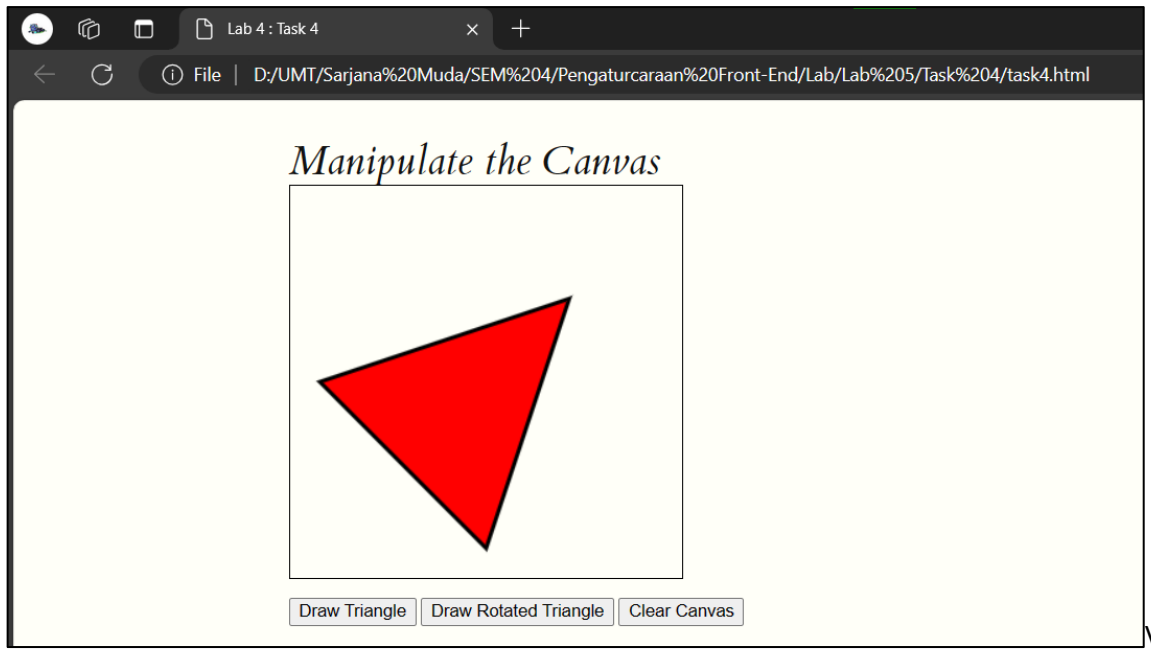 Lab 4 : Task 4
File | D:/UMT/Sarjana%20Muda/SEM%204/Pengaturcaraan%20Front-End/Lab/Lab%205/Task%204/task4.html
Manipulate the Canvas
Draw Triangle Draw Rotated Triangle Clear Canvas